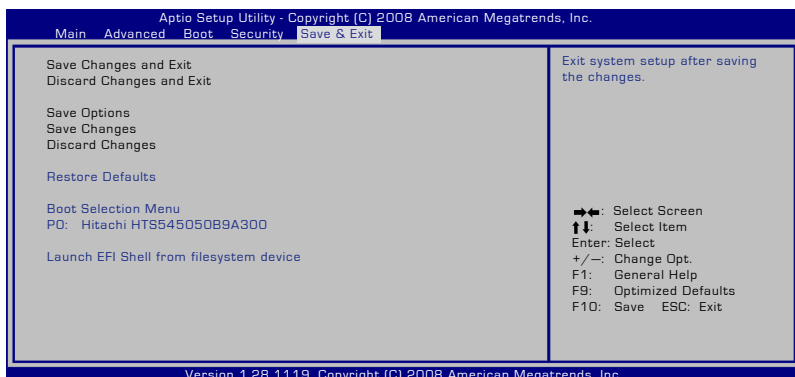 Aptio Setup Utility - Copyright (C) 2008 American Megatrends, Inc.
Main Advanced Boot Security Save & Exit
Save Changes and Exit
Discard Changes and Exit
Save Options
Save Changes
Discard Changes
Restore Defaults
Boot Selection Menu
P0: Hitachi HTS545050B9A300
Launch EFI Shell from filesystem device
Exit system setup after saving
the changes.
→←: Select Screen
↑↓: Select Item
Enter: Select
+/—: Change Opt.
F1: General Help
F9: Optimized Defaults
F10: Save ESC: Exit
Version 1.28.1119. Copyright (C) 2008 American Megatrends, Inc.